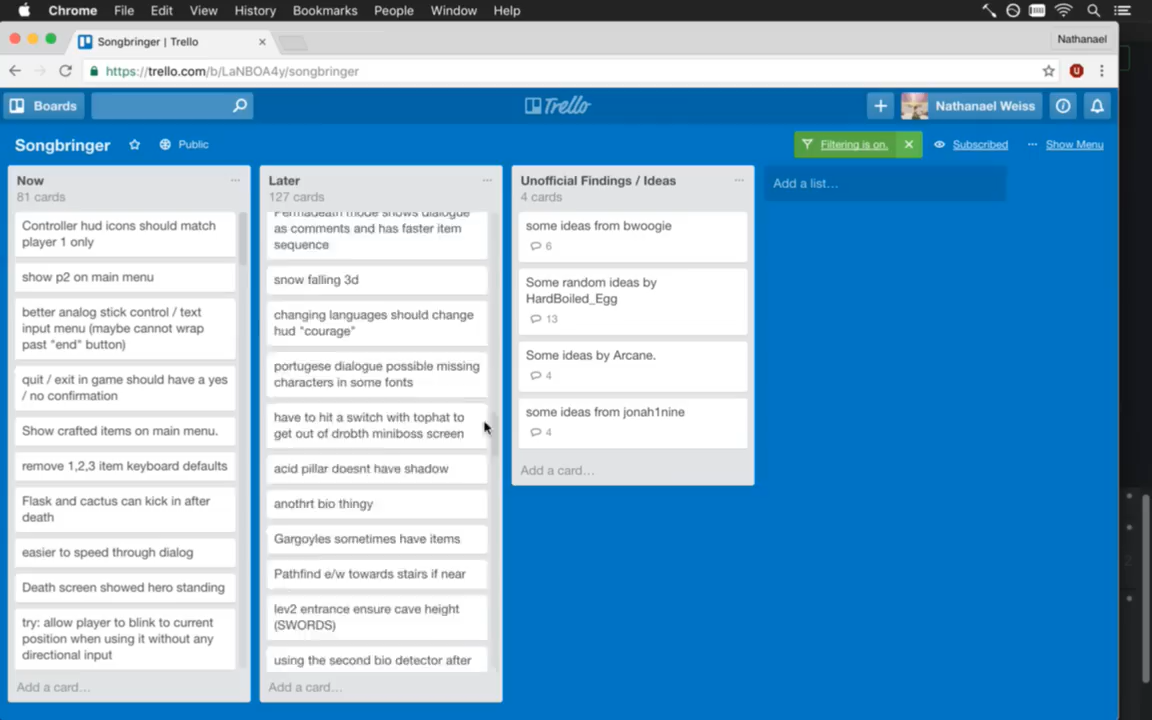 Chrome File Edit View History Bookmarks People Window Help
Songbringer | Trello
Nathanael
https://trello.com/b/LaNBOA4y/songbringer
Boards
Trello
Nathanael Weiss
Songbringer
Public
Filtering is on.
Subscribed
Show Menu
Now
81 cards
Controller hud icons should match
player 1 only
show p2 on main menu
better analog stick control / text
input menu (maybe cannot wrap
past "end" button)
quit / exit in game should have a yes
/ no confirmation
Show crafted items on main menu.
remove 1,2,3 item keyboard defaults
Flask and cactus can kick in after
death
easier to speed through dialog
Death screen showed hero standing
try: allow player to blink to current
position when using it without any
directional input
Add a card…
Later
127 cards
Permadeath mode shows dialogue
as comments and has faster item
sequence
snow falling 3d
changing languages should change
hud "courage"
portugese dialogue possible missing
characters in some fonts
have to hit a switch with tophat to
get out of drobth miniboss screen
acid pillar doesnt have shadow
anothrt bio thingy
Gargoyles sometimes have items
Pathfind e/w towards stairs if near
lev2 entrance ensure cave height
(SWORDS)
using the second bio detector after
Add a card…
Unofficial Findings / Ideas
4 cards
some ideas from bwoogie
6
Some random ideas by
HardBoiled_Egg
13
Some ideas by Arcane.
4
some ideas from jonah1nine
4
Add a card…
Add a list…